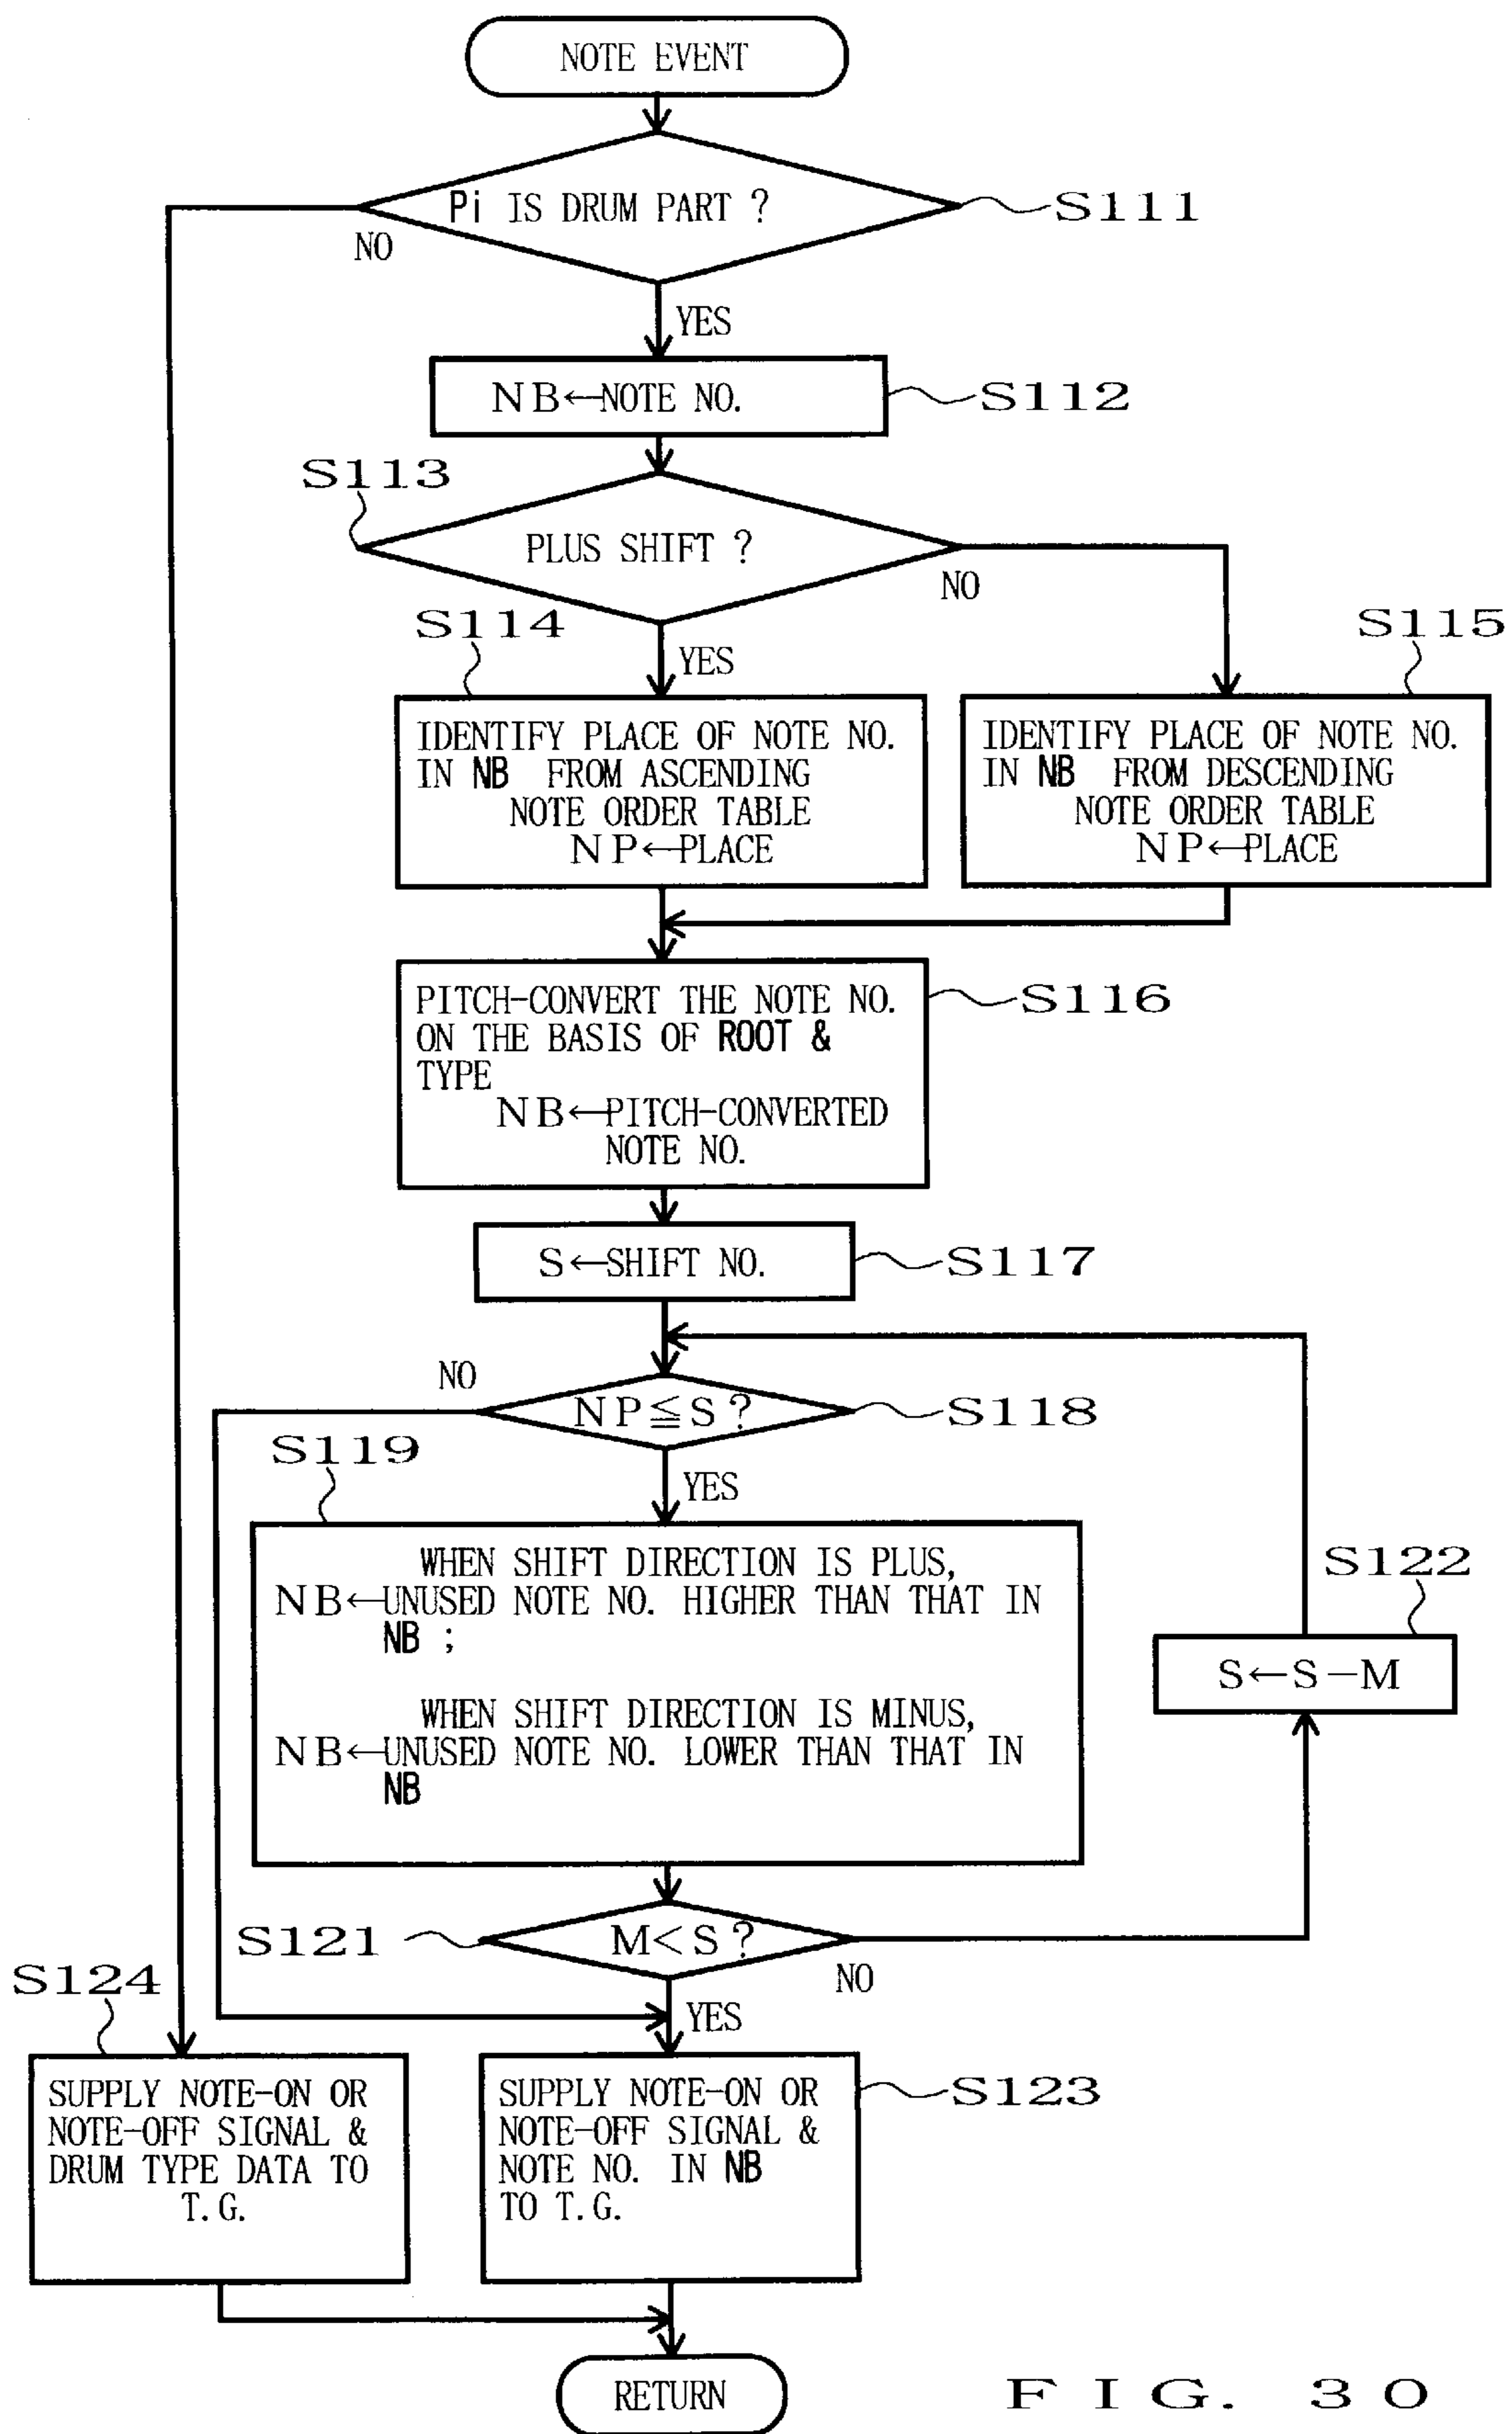 NOTE EVENT
Pi IS DRUM PART ?
S111
NO
YES
NB←NOTE NO.
S112
S113
PLUS SHIFT ?
NO
S114
YES
S115
IDENTIFY PLACE OF NOTE NO.
IN NB FROM ASCENDING
NOTE ORDER TABLE
NP←PLACE
IDENTIFY PLACE OF NOTE NO.
IN NB FROM DESCENDING
NOTE ORDER TABLE
NP←PLACE
PITCH-CONVERT THE NOTE NO.
ON THE BASIS OF ROOT &
TYPE
NB←PITCH-CONVERTED
NOTE NO.
S116
S←SHIFT NO.
S117
NO
NP≦S?
S118
S119
YES
WHEN SHIFT DIRECTION IS PLUS,
NB←UNUSED NOTE NO. HIGHER THAN THAT IN
NB ;
WHEN SHIFT DIRECTION IS MINUS,
NB←UNUSED NOTE NO. LOWER THAN THAT IN
NB
S122
S←S-M
S121
M<S?
NO
YES
S124
SUPPLY NOTE-ON OR
NOTE-OFF SIGNAL &
DRUM TYPE DATA TO
T.G.
SUPPLY NOTE-ON OR
NOTE-OFF SIGNAL &
NOTE NO. IN NB
TO T.G.
S123
RETURN
FIG. 30